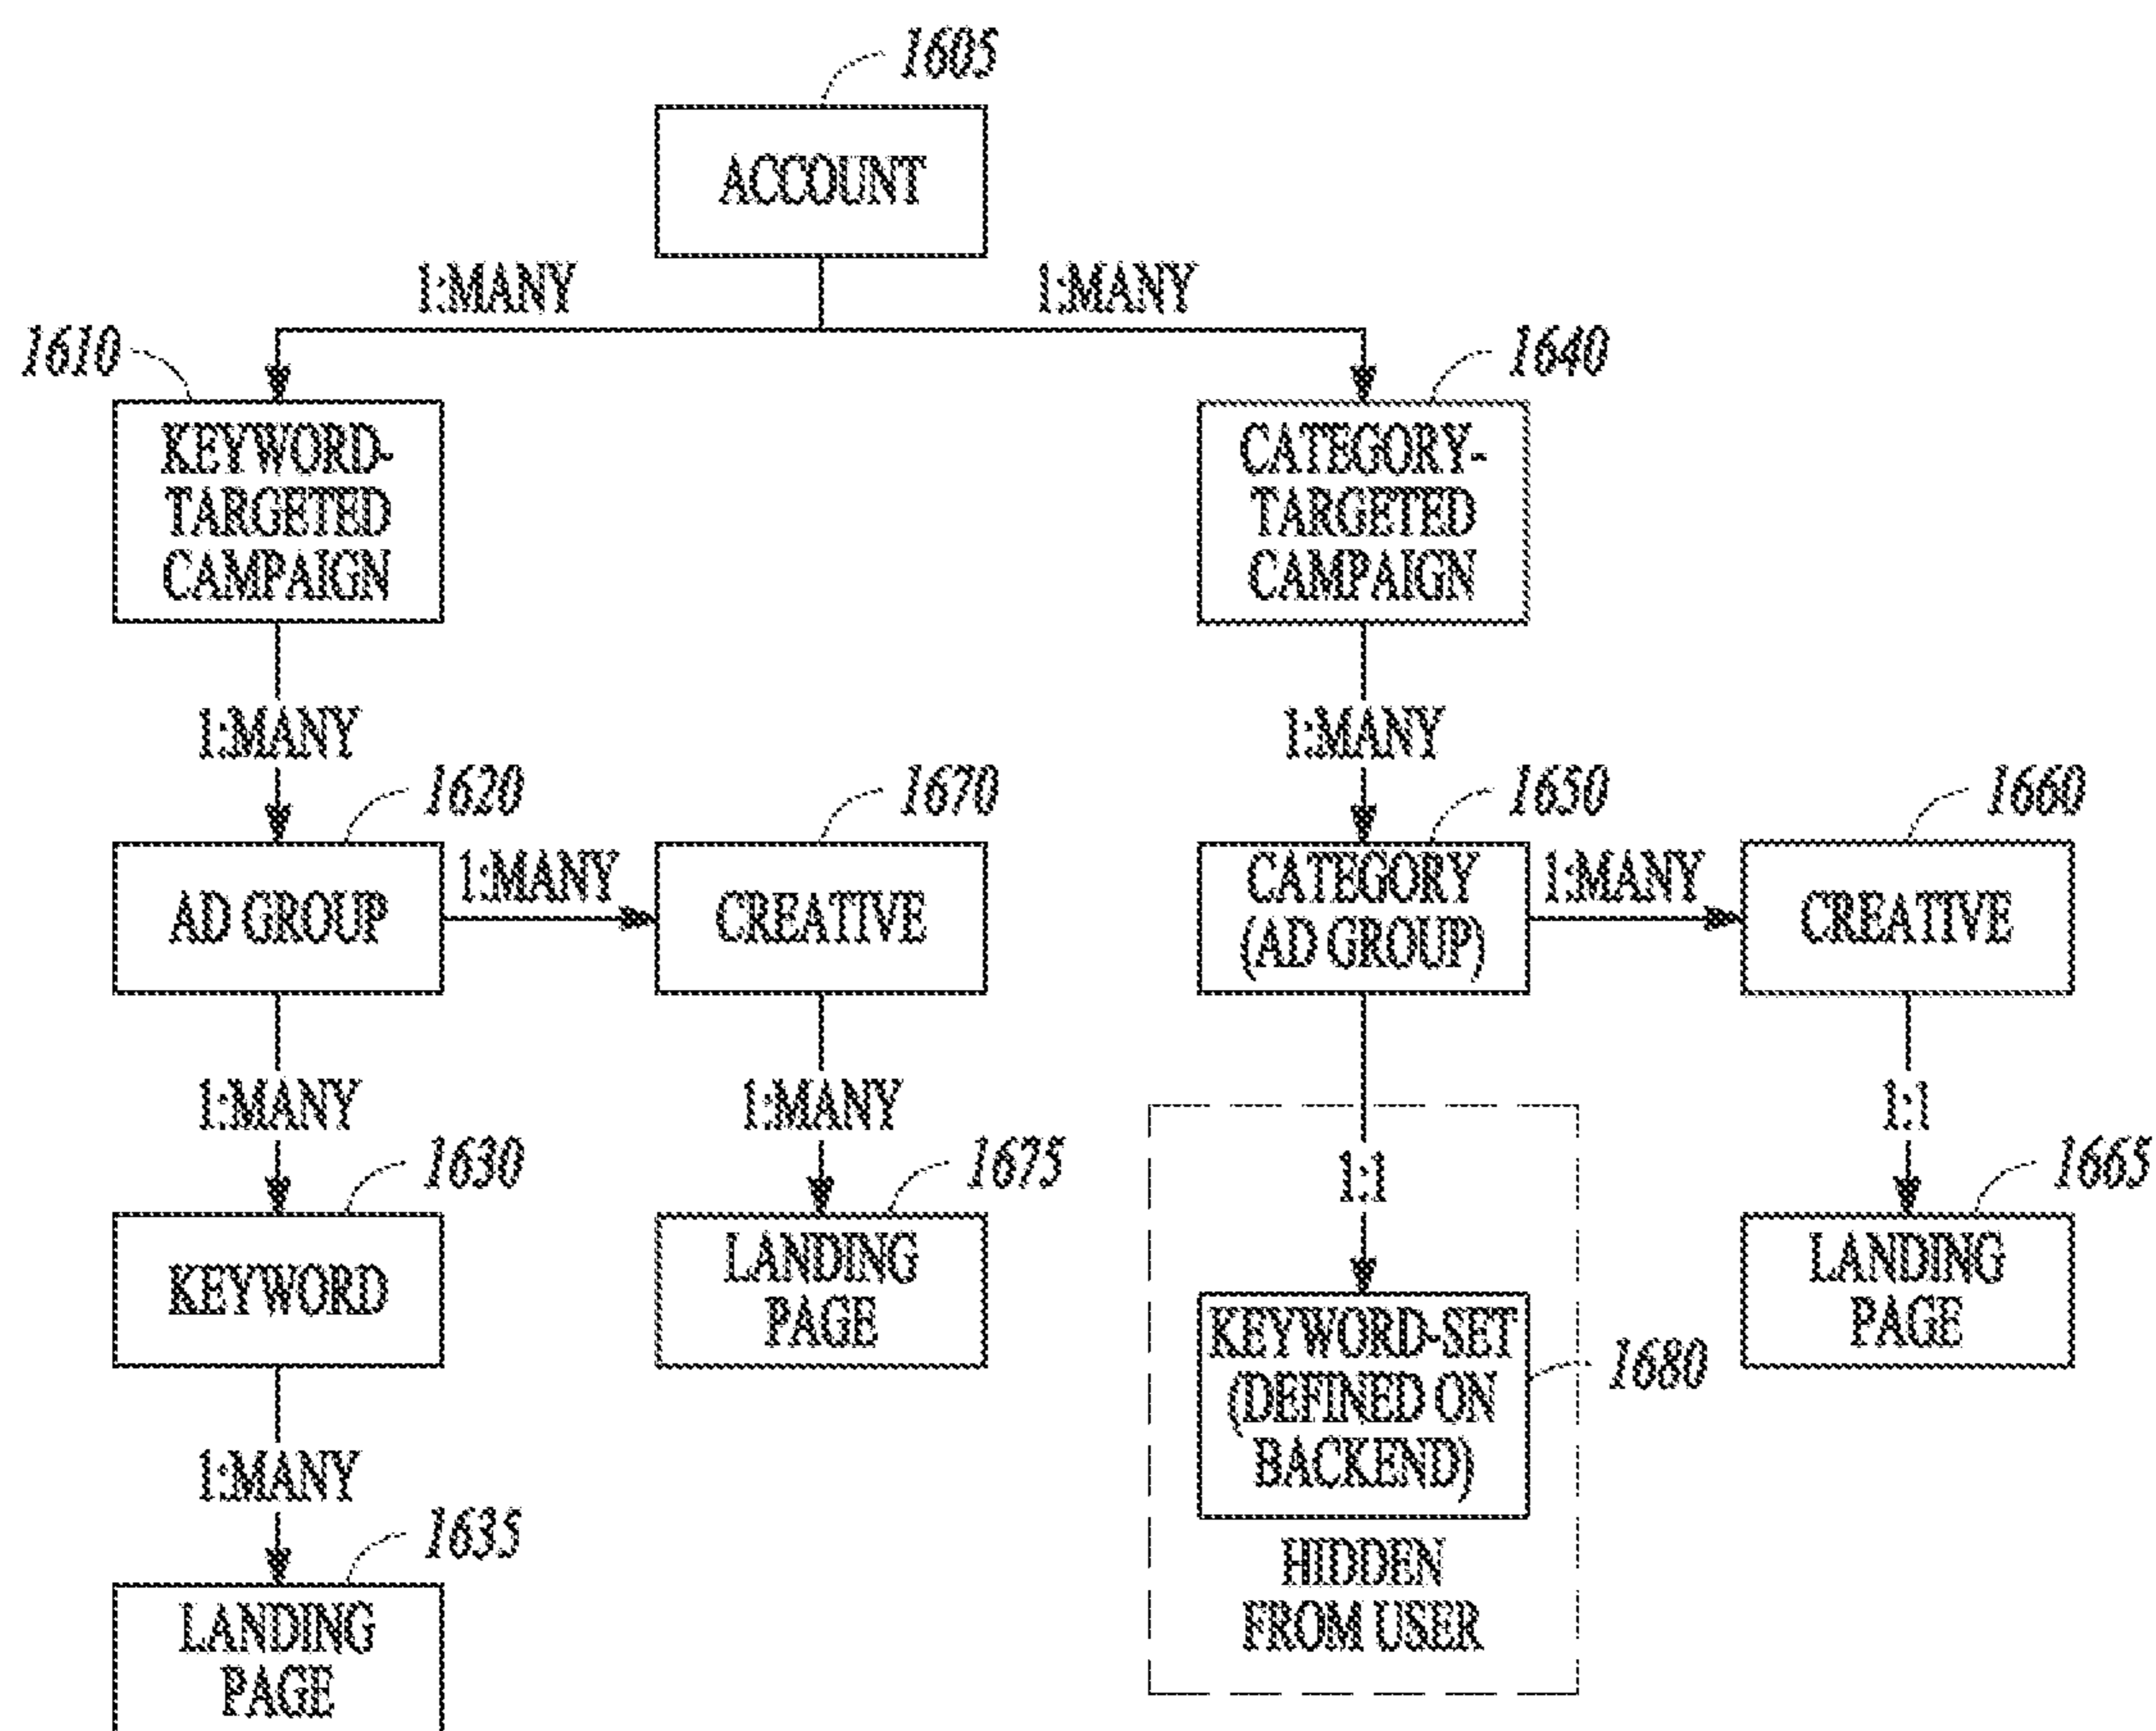 1605
ACCOUNT
1:MANY
1:MANY
1610
1640
KEYWORD-
TARGETED
CAMPAIGN
CATEGORY-
TARGETED
CAMPAIGN
1:MANY
1:MANY
1620
1670
1650
1660
AD GROUP
1:MANY
CREATIVE
CATEGORY
(AD GROUP)
1:MANY
CREATIVE
1:MANY
1:MANY
1:1
1:1
1630
1675
1665
KEYWORD
LANDING
PAGE
KEYWORD-SET
(DEFINED ON
BACKEND)
1680
LANDING
PAGE
1:MANY
HIDDEN
FROM USER
1635
LANDING
PAGE